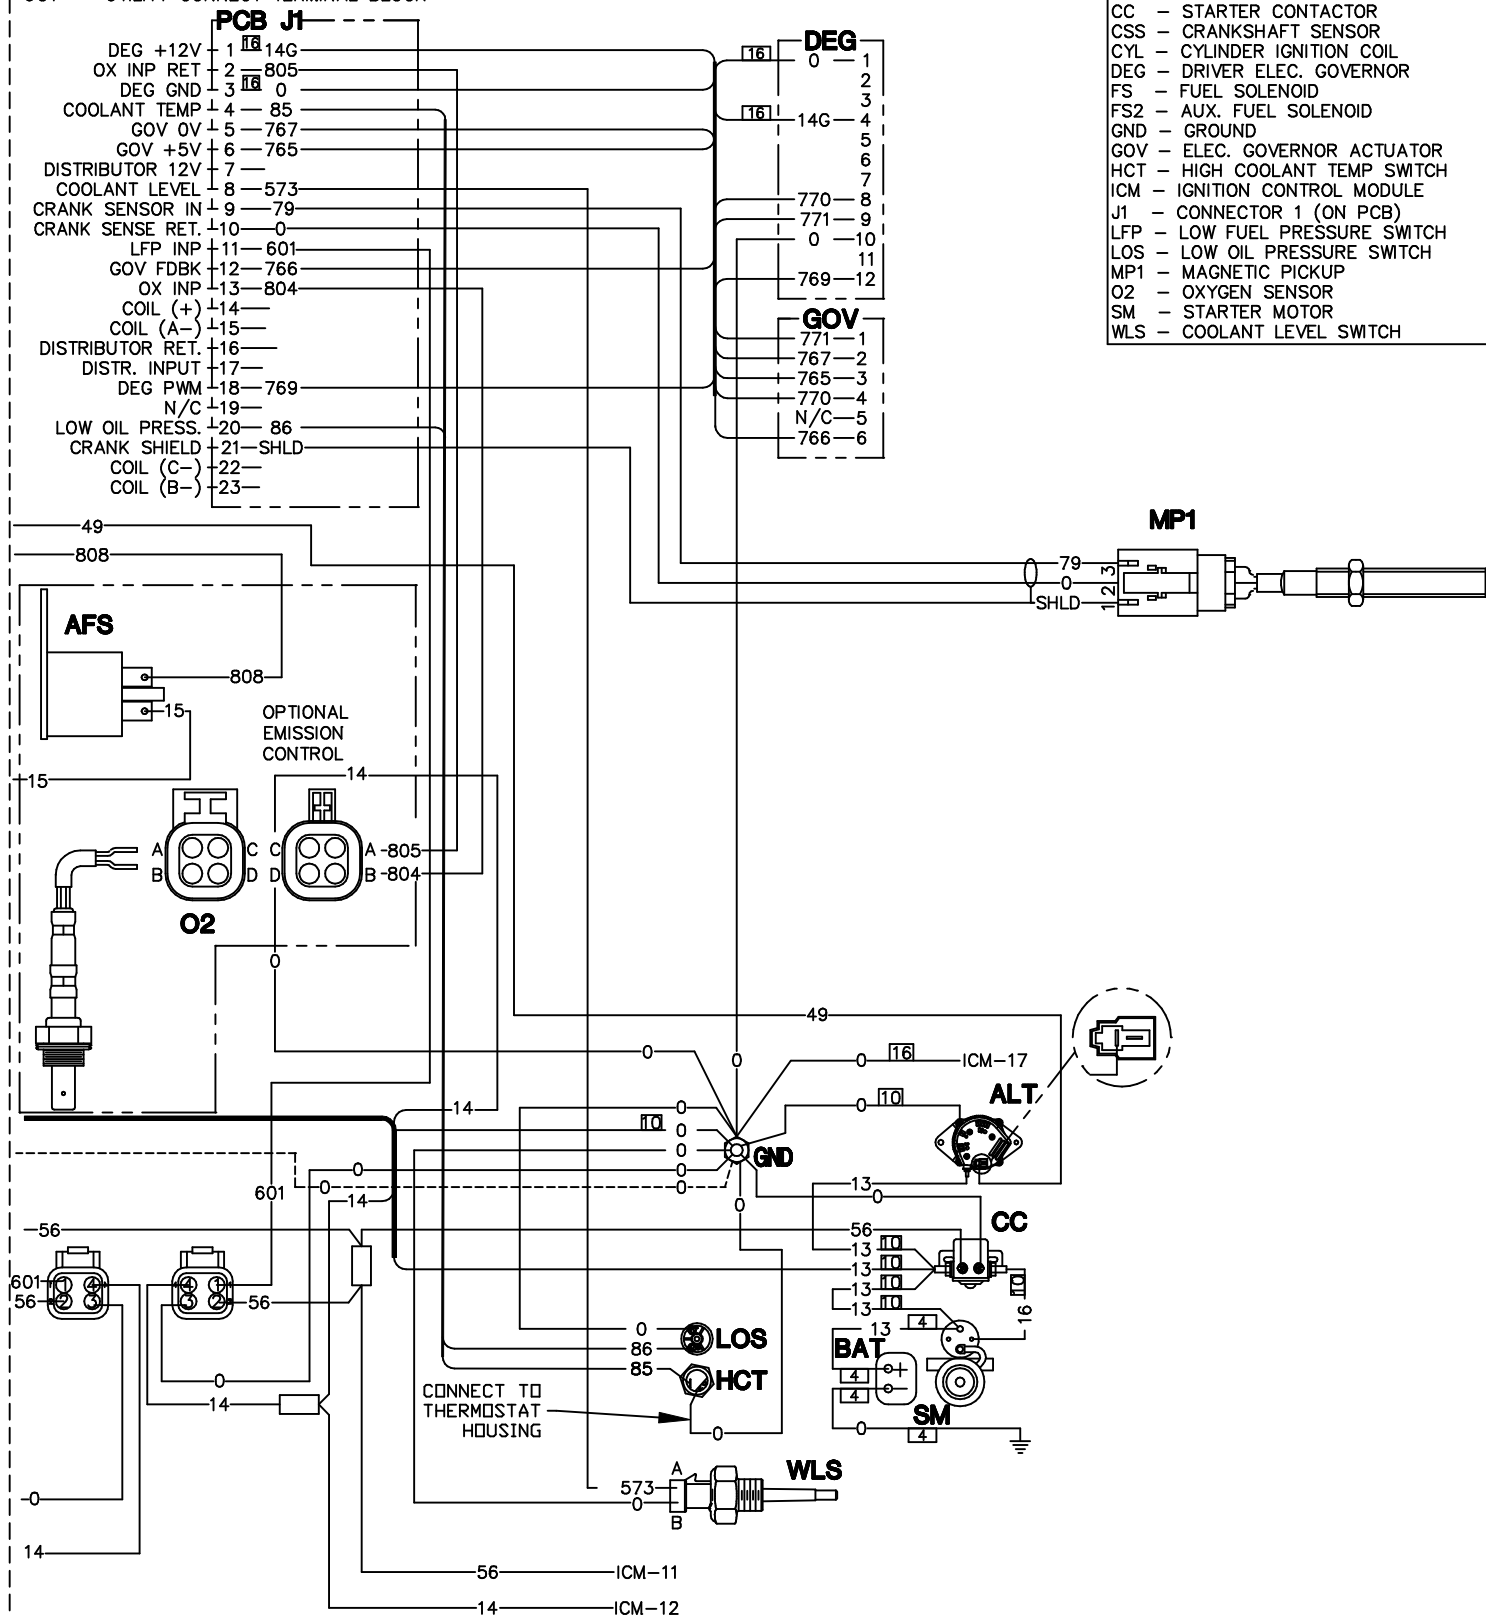 PCB J1
DEG +12V 1 16 14G
OX INP RET 2 805
DEG GND 3 16 0
COOLANT TEMP 4 85
GOV 0V 5 767
GOV +5V 6 765
DISTRIBUTOR 12V 7
COOLANT LEVEL 8 573
CRANK SENSOR IN 9 79
CRANK SENSE RET. 10 0
LFP INP 11 601
GOV FDBK 12 766
OX INP 13 804
COIL (+) 14
COIL (A-) 15
DISTRIBUTOR RET. 16
DISTR. INPUT 17
DEG PWM 18 769
N/C 19
LOW OIL PRESS. 20 86
CRANK SHIELD 21 SHLD
COIL (C-) 22
COIL (B-) 23
DEG
16 0 1
2
3
16 14G 4
5
6
7
770 8
771 9
0 10
11
769 12
GOV
771 1
767 2
765 3
770 4
N/C 5
766 6
CC - STARTER CONTACTOR
CSS - CRANKSHAFT SENSOR
CYL - CYLINDER IGNITION COIL
DEG - DRIVER ELEC. GOVERNOR
FS - FUEL SOLENOID
FS2 - AUX. FUEL SOLENOID
GND - GROUND
GOV - ELEC. GOVERNOR ACTUATOR
HCT - HIGH COOLANT TEMP SWITCH
ICM - IGNITION CONTROL MODULE
J1 - CONNECTOR 1 (ON PCB)
LFP - LOW FUEL PRESSURE SWITCH
LOS - LOW OIL PRESSURE SWITCH
MP1 - MAGNETIC PICKUP
O2 - OXYGEN SENSOR
SM - STARTER MOTOR
WLS - COOLANT LEVEL SWITCH
MP1
79 3
0 2
SHLD 1
49
808
AFS
808
15
15
OPTIONAL
EMISSION
CONTROL
14
A C C A 805
B D D B 804
O2
0
49
0
0
0 16 ICM-17
14
0
0 10
ALT
10 0
0
GND
0
0
0
0
601
14
0
13
0
56
56
CC
13 10
13 10
13 10
13 10
10
16
601 1 4
56 2 3
4 1
3 2 56
0
14
0
86
LOS
85
HCT
CONNECT TO
THERMOSTAT
HOUSING
0
13 4
BAT
4
4
+
-
SM
0 4
573 A
0 B
WLS
0
14
56 ICM-11
14 ICM-12